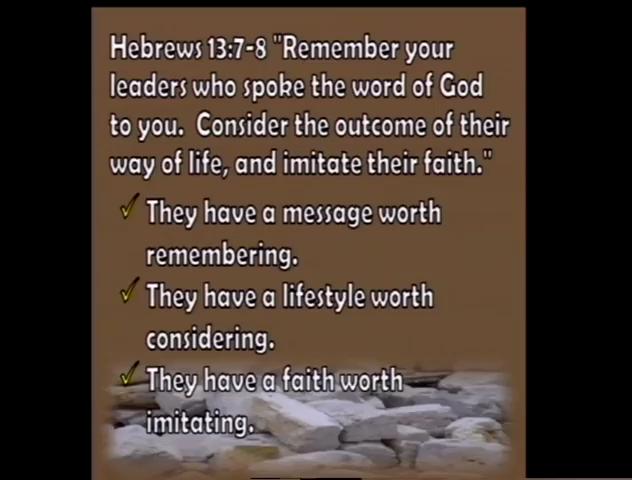 Hebrews 13:7-8 "Remember your
leaders who spoke the word of God
to you. Consider the outcome of their
way of life, and imitate their faith."
✓ They have a message worth
remembering.
✓ They have a lifestyle worth
considering.
✓ They have a faith worth
imitating.